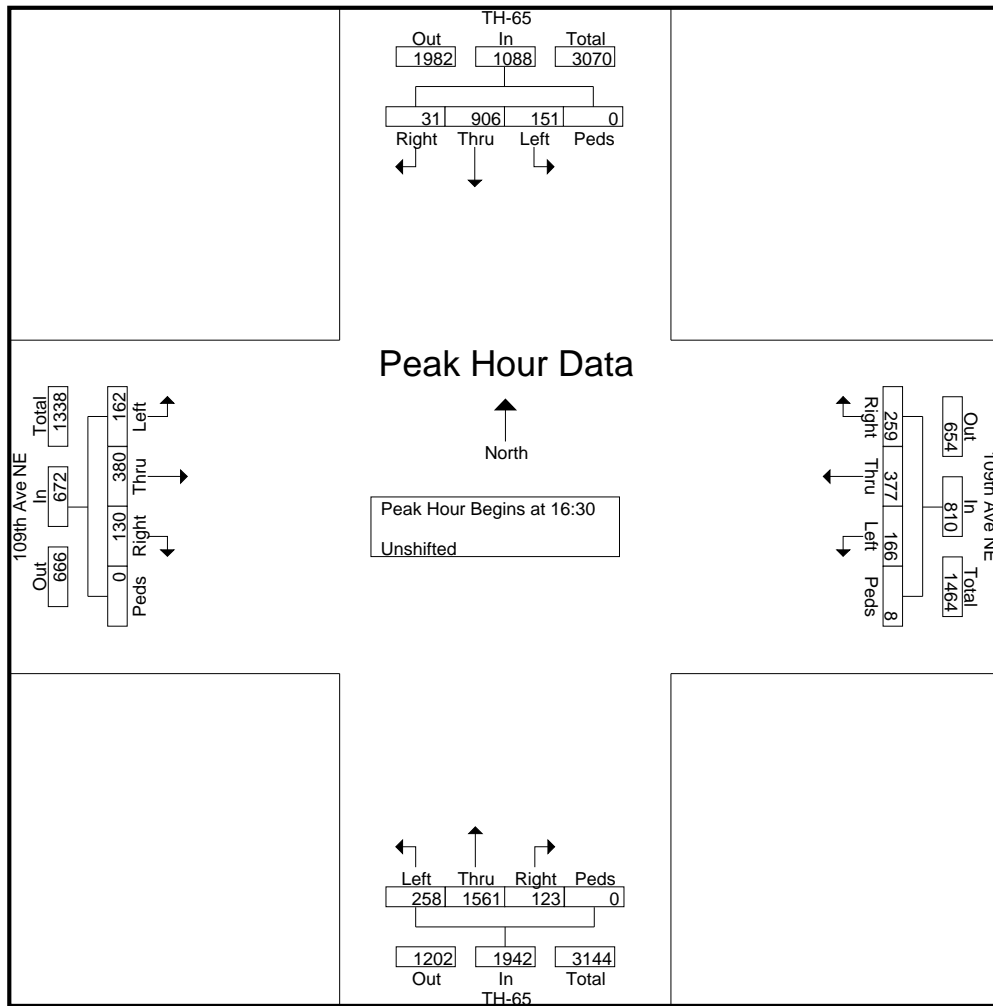 TH-65
Out In Total
1982 1088 3070
31 906 151 0
Right Thru Left Peds
Peak Hour Data
North
Peak Hour Begins at 16:30
Unshifted
109th Ave NE
Total In Out
1338 672 666
162 380 130 0
Left Thru Right Peds
Right Thru Left Peds
259 377 166 8
Out In Total
654 810 1464
109th Ave NE
Left Thru Right Peds
258 1561 123 0
1202 1942 3144
Out In Total
TH-65